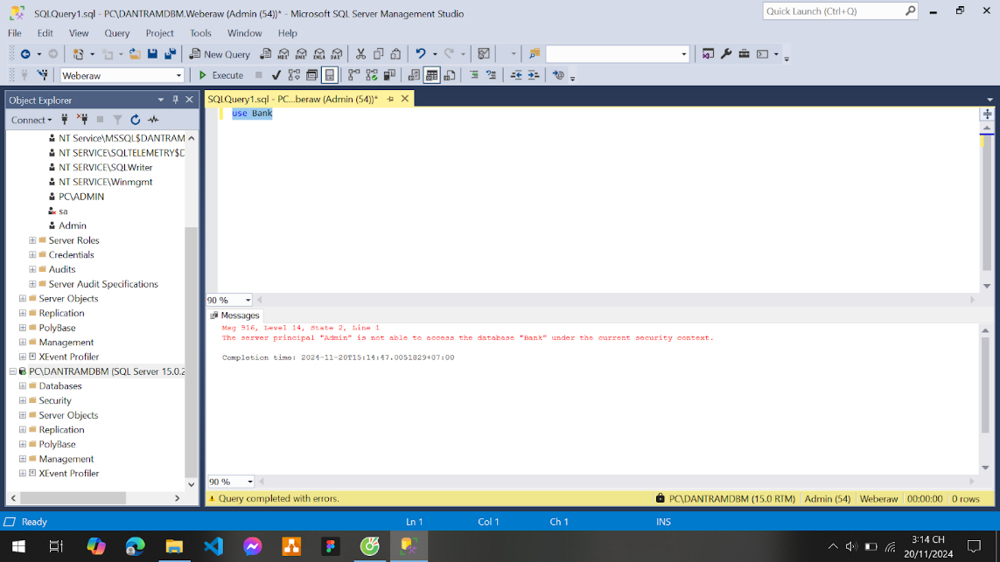 SQLQuery1.sql - PC\DANTRAMDBM.Weberaw (Admin (54))* - Microsoft SQL Server Management Studio
Quick Launch (Ctrl+Q)
File Edit View Query Project Tools Window Help
New Query
MDX DMX XMLA DAX
Weberaw
Execute
Object Explorer
SQLQuery1.sql - PC...beraw (Admin (54))*
Connect
use Bank
NT Service\MSSQL$DANTRAM
NT SERVICE\SQLTELEMETRY$D
NT SERVICE\SQLWriter
NT SERVICE\Winmgmt
PC\ADMIN
sa
Admin
Server Roles
Credentials
Audits
Server Audit Specifications
Server Objects
Replication
PolyBase
Management
XEvent Profiler
PC\DANTRAMDBM (SQL Server 15.0.2
Databases
Security
Server Objects
Replication
PolyBase
Management
XEvent Profiler
90 %
Messages
Msg 916, Level 14, State 2, Line 1
The server principal "Admin" is not able to access the database "Bank" under the current security context.
Completion time: 2024-11-20T15:14:47.0051829+07:00
90 %
Query completed with errors.
PC\DANTRAMDBM (15.0 RTM) Admin (54) Weberaw 00:00:00 0 rows
Ready Ln 1 Col 1 Ch 1 INS
3:14 CH
20/11/2024